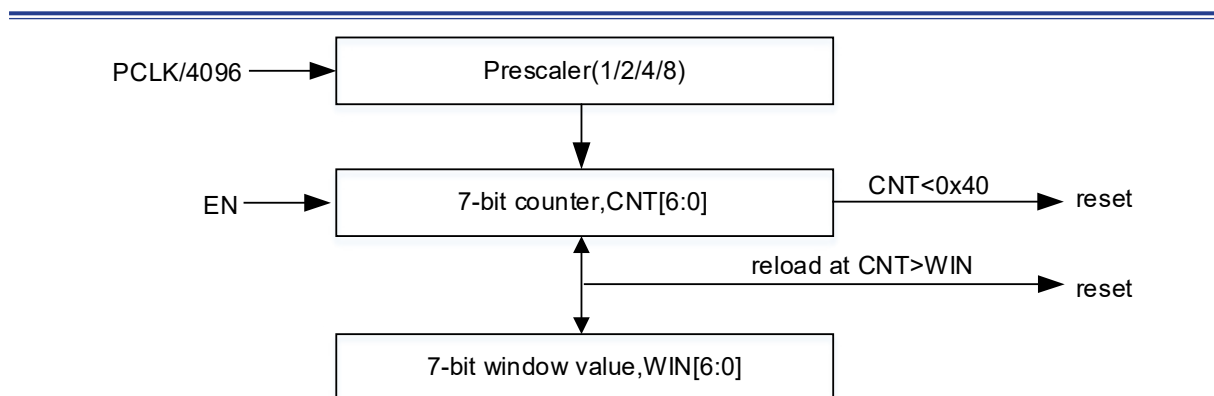 PCLK/4096
Prescaler(1/2/4/8)
EN
7-bit counter,CNT[6:0]
CNT<0x40
reset
reload at CNT>WIN
reset
7-bit window value,WIN[6:0]